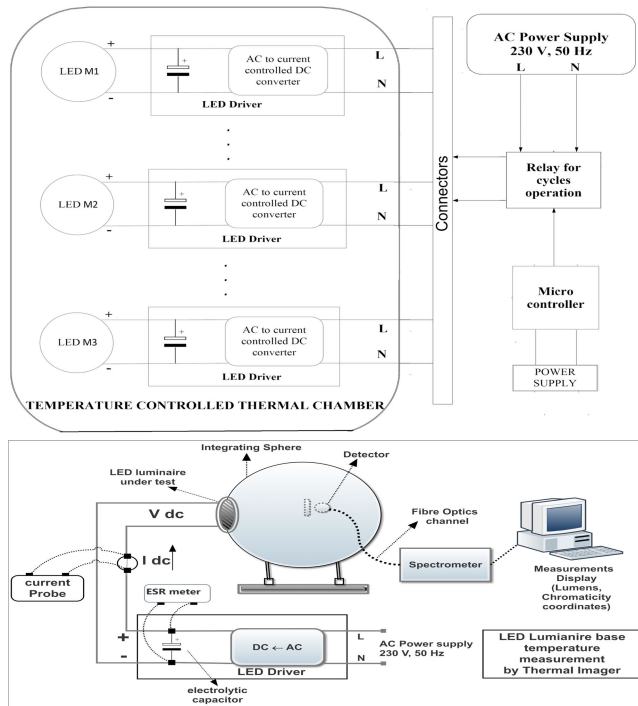 AC Power Supply
230 V, 50 Hz
L N
LED M1
+
-
+
AC to current
controlled DC
converter
LED Driver
L
N
LED M2
+
-
+
AC to current
controlled DC
converter
LED Driver
L
N
LED M3
+
-
+
AC to current
controlled DC
converter
LED Driver
L
N
Connectors
Relay for
cycles
operation
Micro
controller
POWER
SUPPLY
TEMPERATURE CONTROLLED THERMAL CHAMBER
Integrating Sphere
Detector
LED luminaire
under test
V dc
I dc
Fibre Optics
channel
current
Probe
ESR meter
Spectrometer
Measurements
Display
(Lumens,
Chromaticity
coordinates)
+
-
+
DC ← AC
L
N
AC Power supply
230 V, 50 Hz
LED Driver
electrolytic
capacitor
LED Lumianire base
temperature
measurement
by Thermal Imager